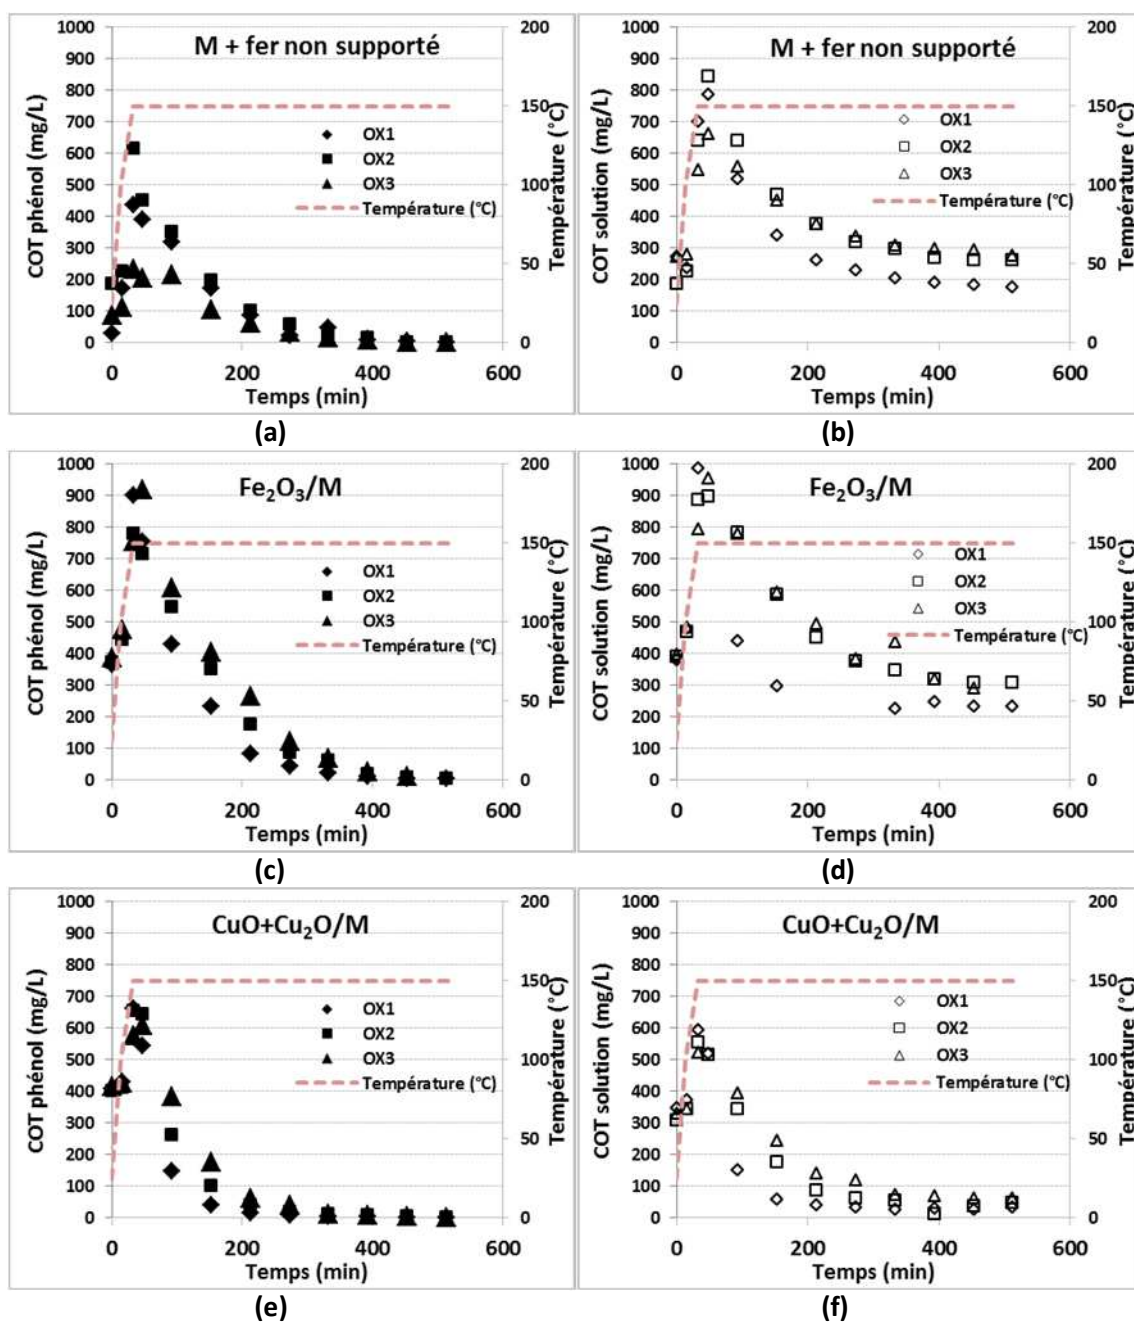 M + fer non supporté
COT phénol (mg/L)
1000
900
800
700
600
500
400
300
200
100
0
200
150
100
50
0
Température (°C)
OX1
OX2
OX3
Température (°C)
0
200
400
600
Temps (min)
(a)
M + fer non supporté
COT solution (mg/L)
1000
900
800
700
600
500
400
300
200
100
0
200
150
100
50
0
Température (°C)
OX1
OX2
OX3
Température (°C)
0
200
400
600
Temps (min)
(b)
Fe₂O₃/M
COT phénol (mg/L)
1000
900
800
700
600
500
400
300
200
100
0
200
150
100
50
0
Température (°C)
OX1
OX2
OX3
Température (°C)
0
200
400
600
Temps (min)
(c)
Fe₂O₃/M
COT solution (mg/L)
1000
900
800
700
600
500
400
300
200
100
0
200
150
100
50
0
Température (°C)
OX1
OX2
OX3
Température (°C)
0
200
400
600
Temps (min)
(d)
CuO+Cu₂O/M
COT phénol (mg/L)
1000
900
800
700
600
500
400
300
200
100
0
200
150
100
50
0
Température (°C)
OX1
OX2
OX3
Température (°C)
0
200
400
600
Temps (min)
(e)
CuO+Cu₂O/M
COT solution (mg/L)
1000
900
800
700
600
500
400
300
200
100
0
200
150
100
50
0
Température (°C)
OX1
OX2
OX3
Température (°C)
0
200
400
600
Temps (min)
(f)